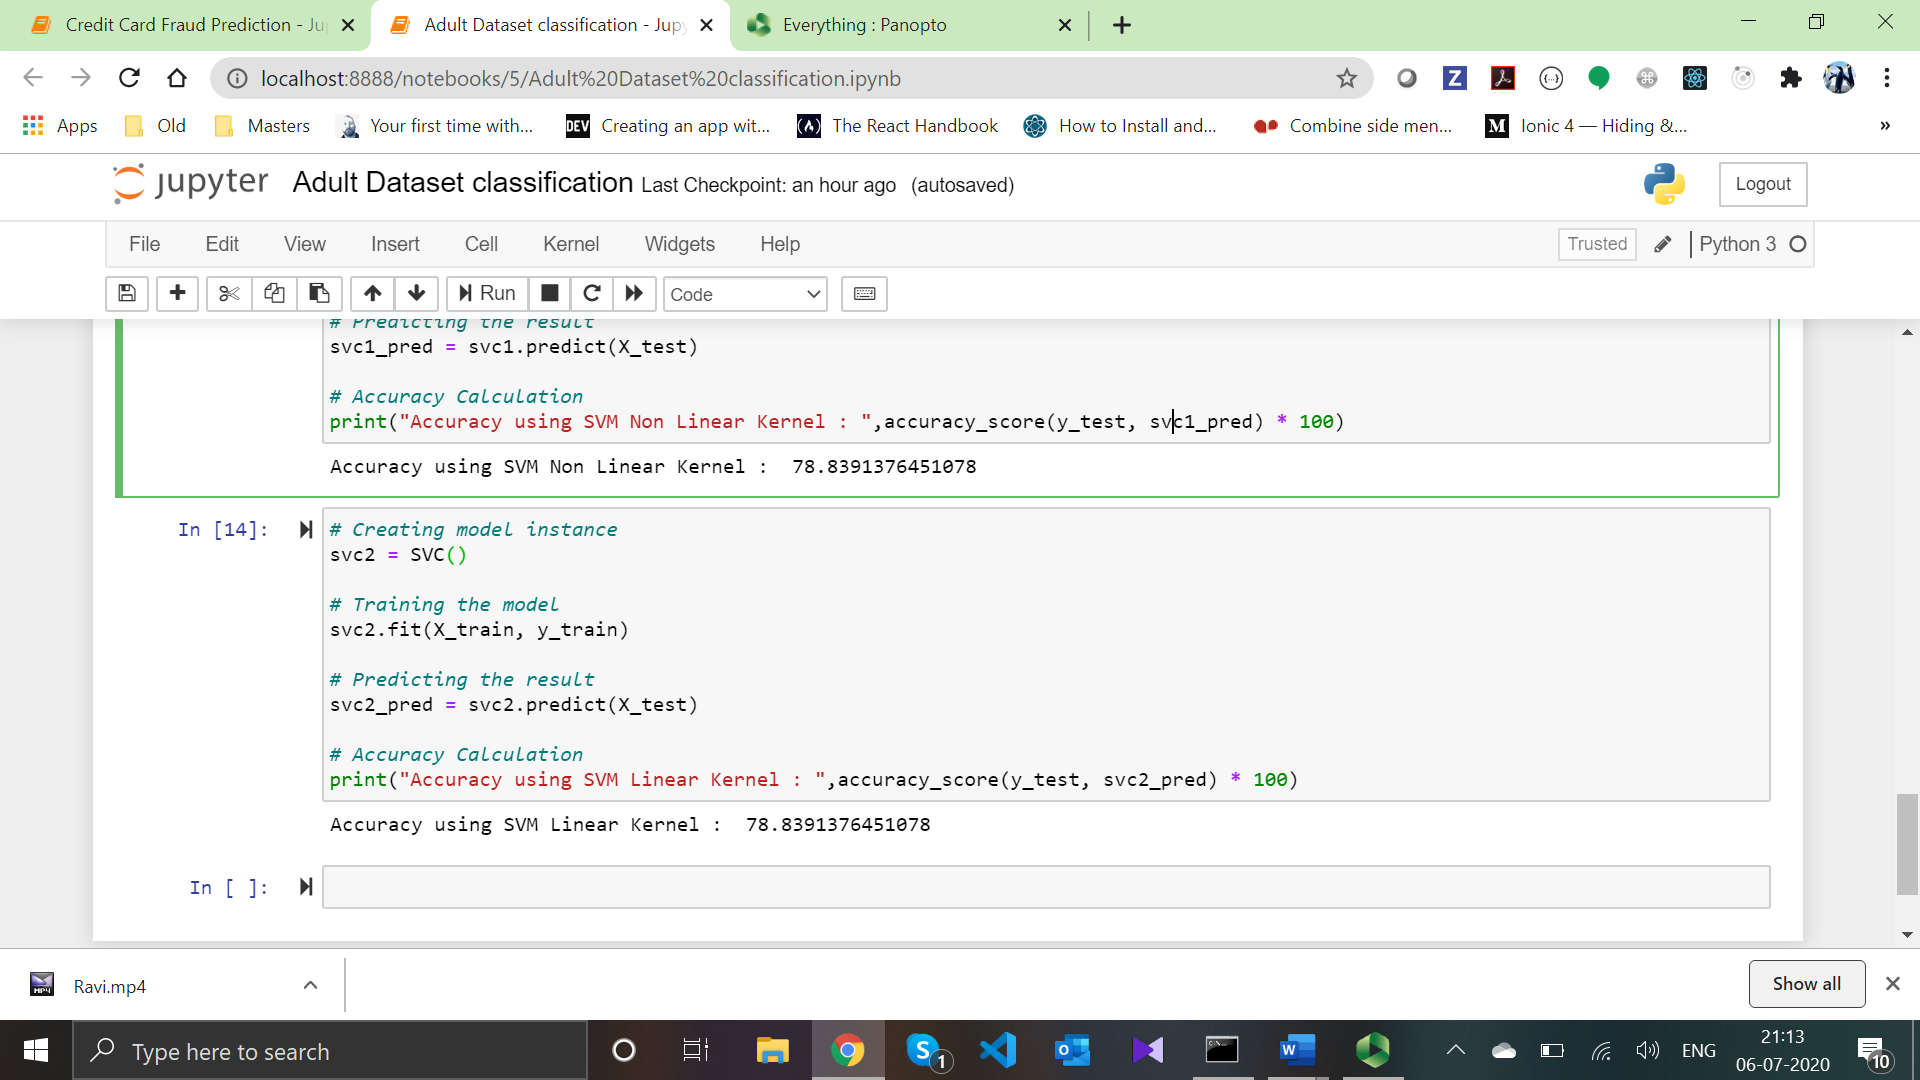 Credit Card Fraud Prediction - Ju
Adult Dataset classification - Jupy
Everything : Panopto
localhost:8888/notebooks/5/Adult%20Dataset%20classification.ipynb
Apps
Old
Masters
Your first time with...
DEV
Creating an app wit...
The React Handbook
How to Install and...
Combine side men...
Ionic 4 — Hiding &...
»
jupyter
Adult Dataset classification Last Checkpoint: an hour ago (autosaved)
Logout
File Edit View Insert Cell Kernel Widgets Help
Trusted
Python 3
Run
Code
# Predicting the result
svc1_pred = svc1.predict(X_test)
# Accuracy Calculation
print("Accuracy using SVM Non Linear Kernel : ",accuracy_score(y_test, svc1_pred) * 100)
Accuracy using SVM Non Linear Kernel :  78.8391376451078
In [14]:
# Creating model instance
svc2 = SVC()
# Training the model
svc2.fit(X_train, y_train)
# Predicting the result
svc2_pred = svc2.predict(X_test)
# Accuracy Calculation
print("Accuracy using SVM Linear Kernel : ",accuracy_score(y_test, svc2_pred) * 100)
Accuracy using SVM Linear Kernel :  78.8391376451078
In [ ]:
Ravi.mp4
Show all
Type here to search
1
ENG
21:13
06-07-2020
10